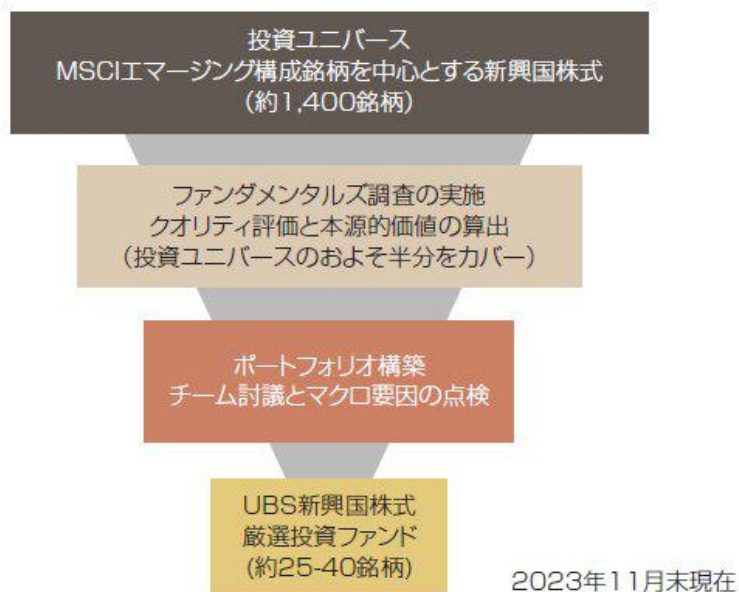 投資ユニバース
MSCIエマージング構成銘柄を中心とする新興国株式
（約1,400銘柄）
ファンダメンタルズ調査の実施
クオリティ評価と本源的価値の算出
（投資ユニバースのおよそ半分をカバー）
ポートフォリオ構築
チーム討議とマクロ要因の点検
UBS新興国株式
厳選投資ファンド
(約25-40銘柄)
2023年11月末現在